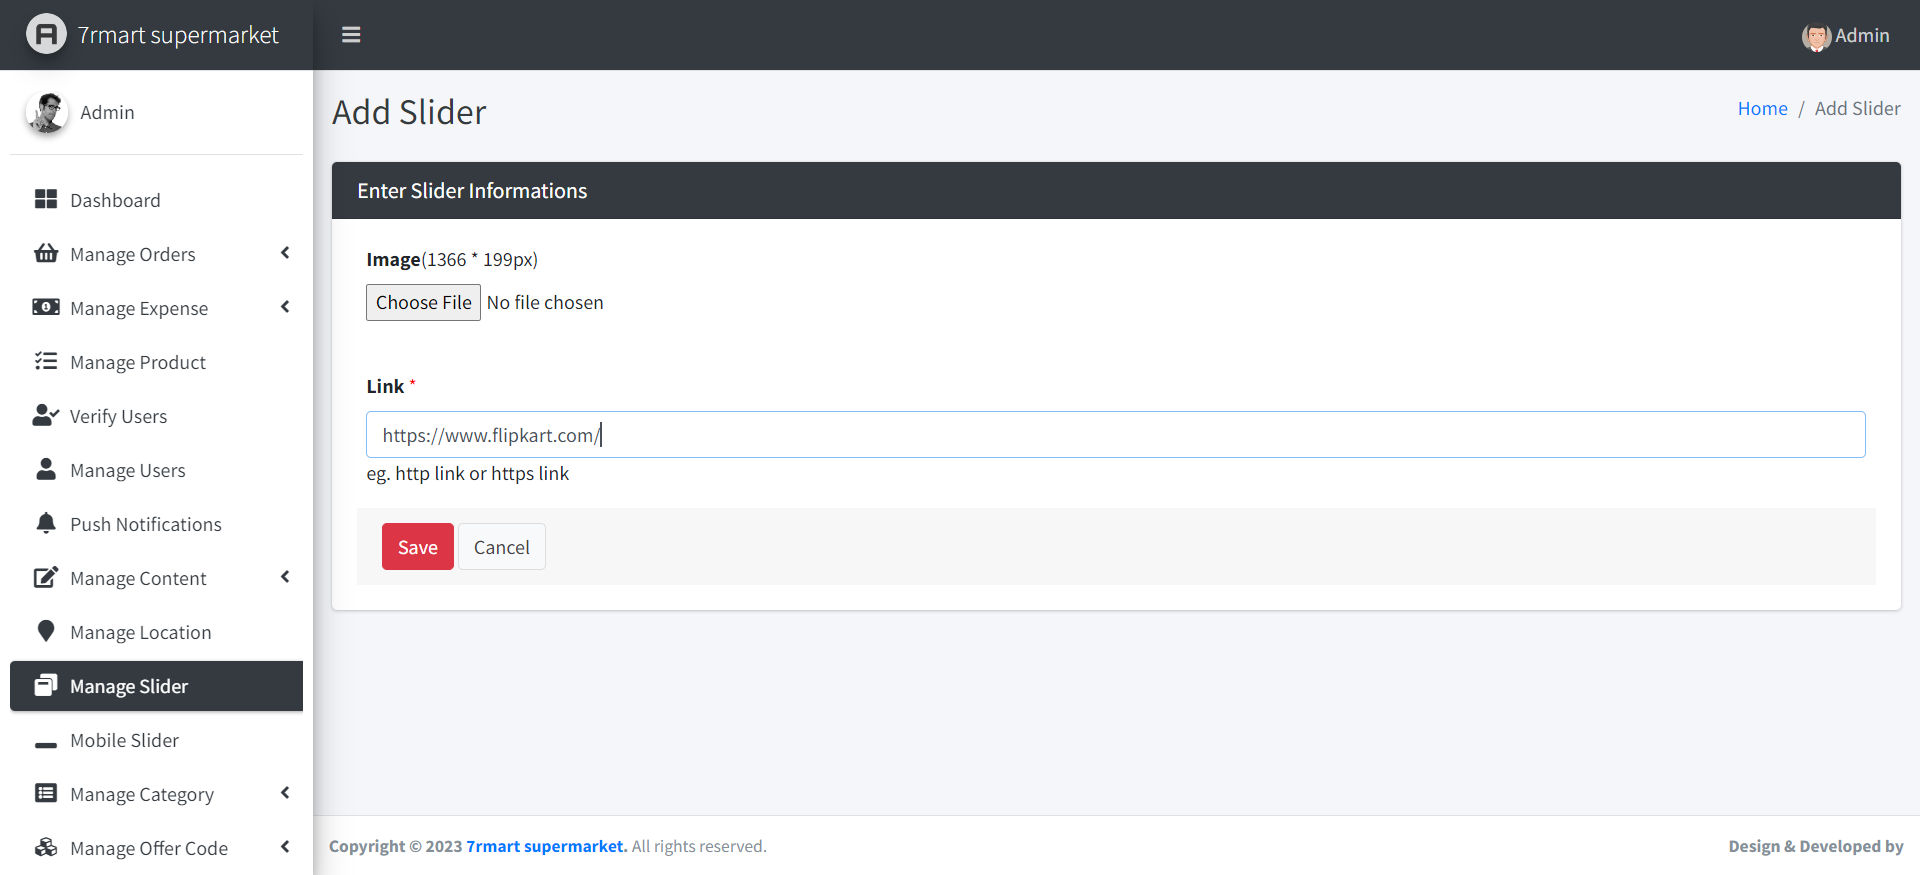 7rmart supermarket
Admin
Admin
Dashboard
Manage Orders
Manage Expense
Manage Product
Verify Users
Manage Users
Push Notifications
Manage Content
Manage Location
Manage Slider
Mobile Slider
Manage Category
Manage Offer Code
Add Slider
Home / Add Slider
Enter Slider Informations
Image(1366 * 199px)
Choose File No file chosen
Link *
https://www.flipkart.com/
eg. http link or https link
Save Cancel
Copyright © 2023 7rmart supermarket. All rights reserved.
Design & Developed by